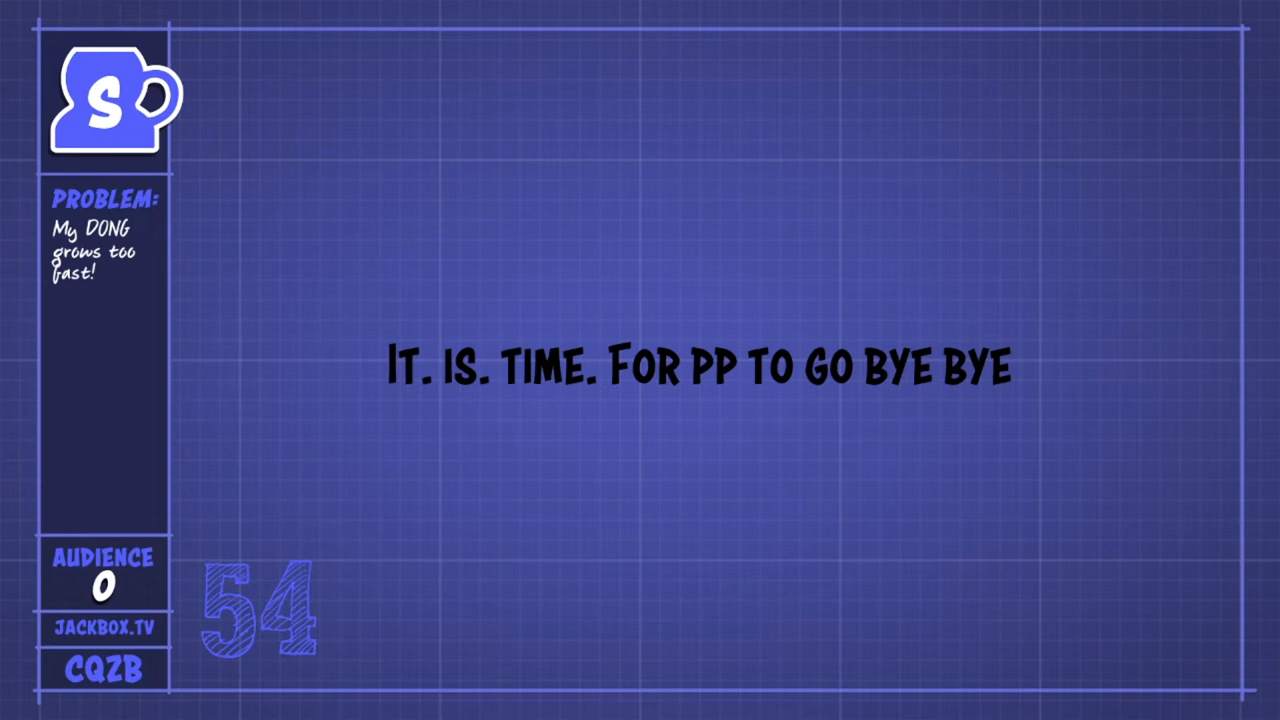 S
PROBLEM:
My DONG
grows too
fast!
IT. IS. TIME. FOR PP TO GO BYE BYE
AUDIENCE
0
JACKBOX.TV
CQZB
54